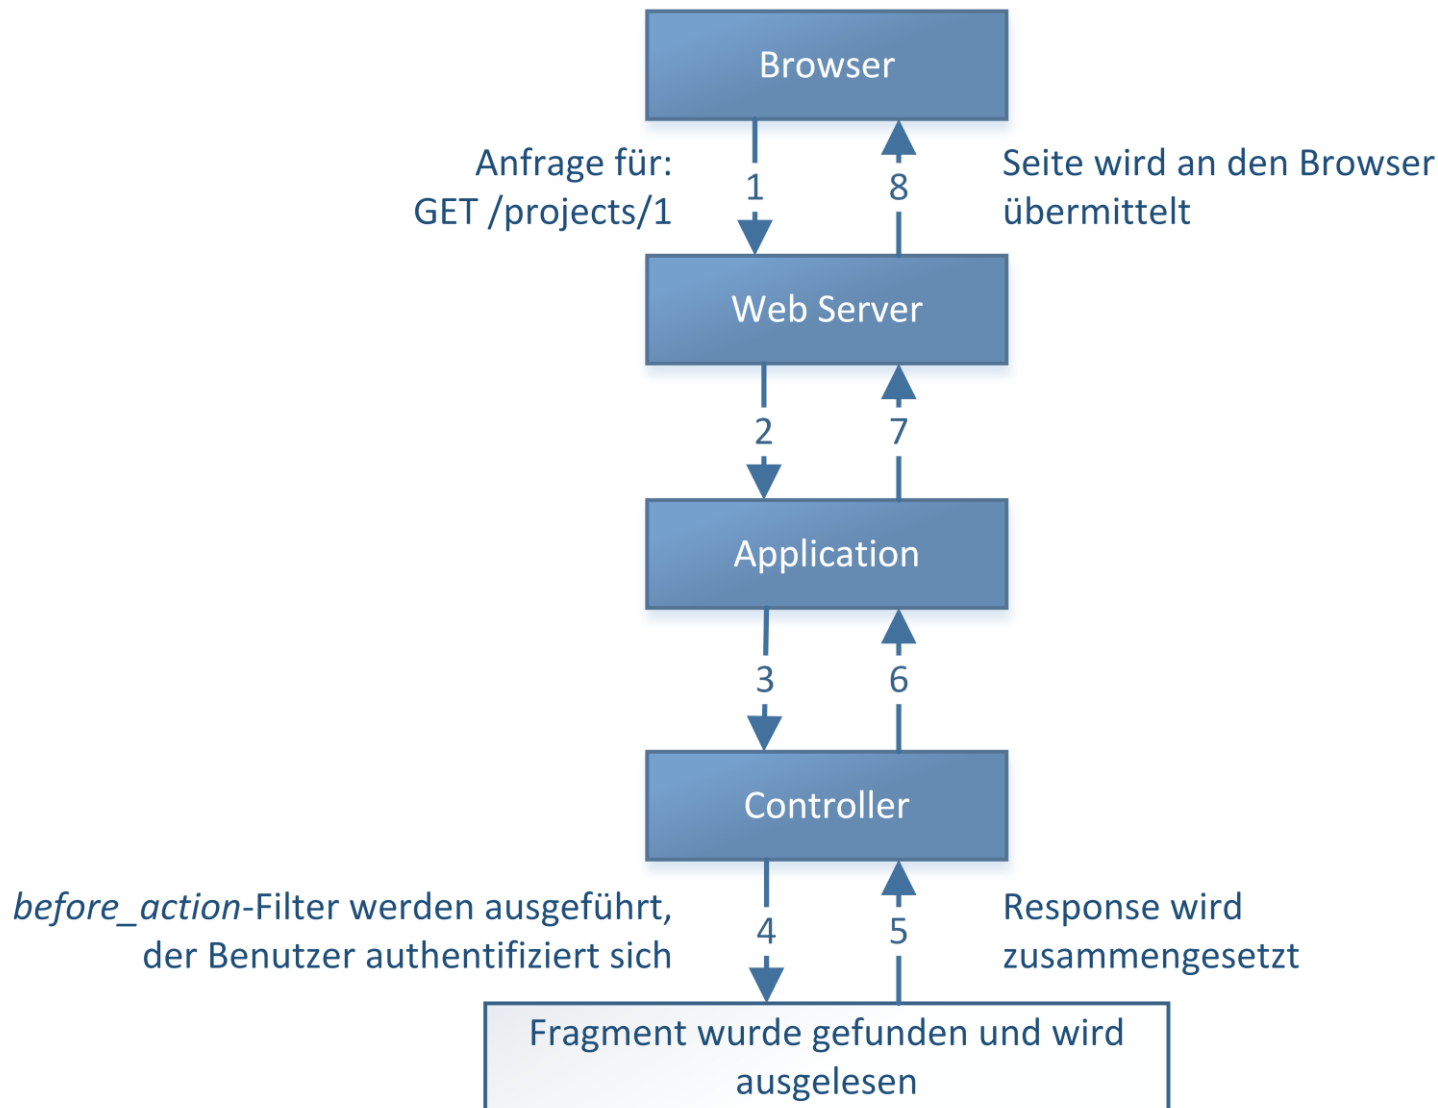 Browser
Anfrage für:
GET /projects/1
1
8
Seite wird an den Browser
übermittelt
Web Server
2
7
Application
3
6
Controller
before_action-Filter werden ausgeführt,
der Benutzer authentifiziert sich
4
5
Response wird
zusammengesetzt
Fragment wurde gefunden und wird
ausgelesen